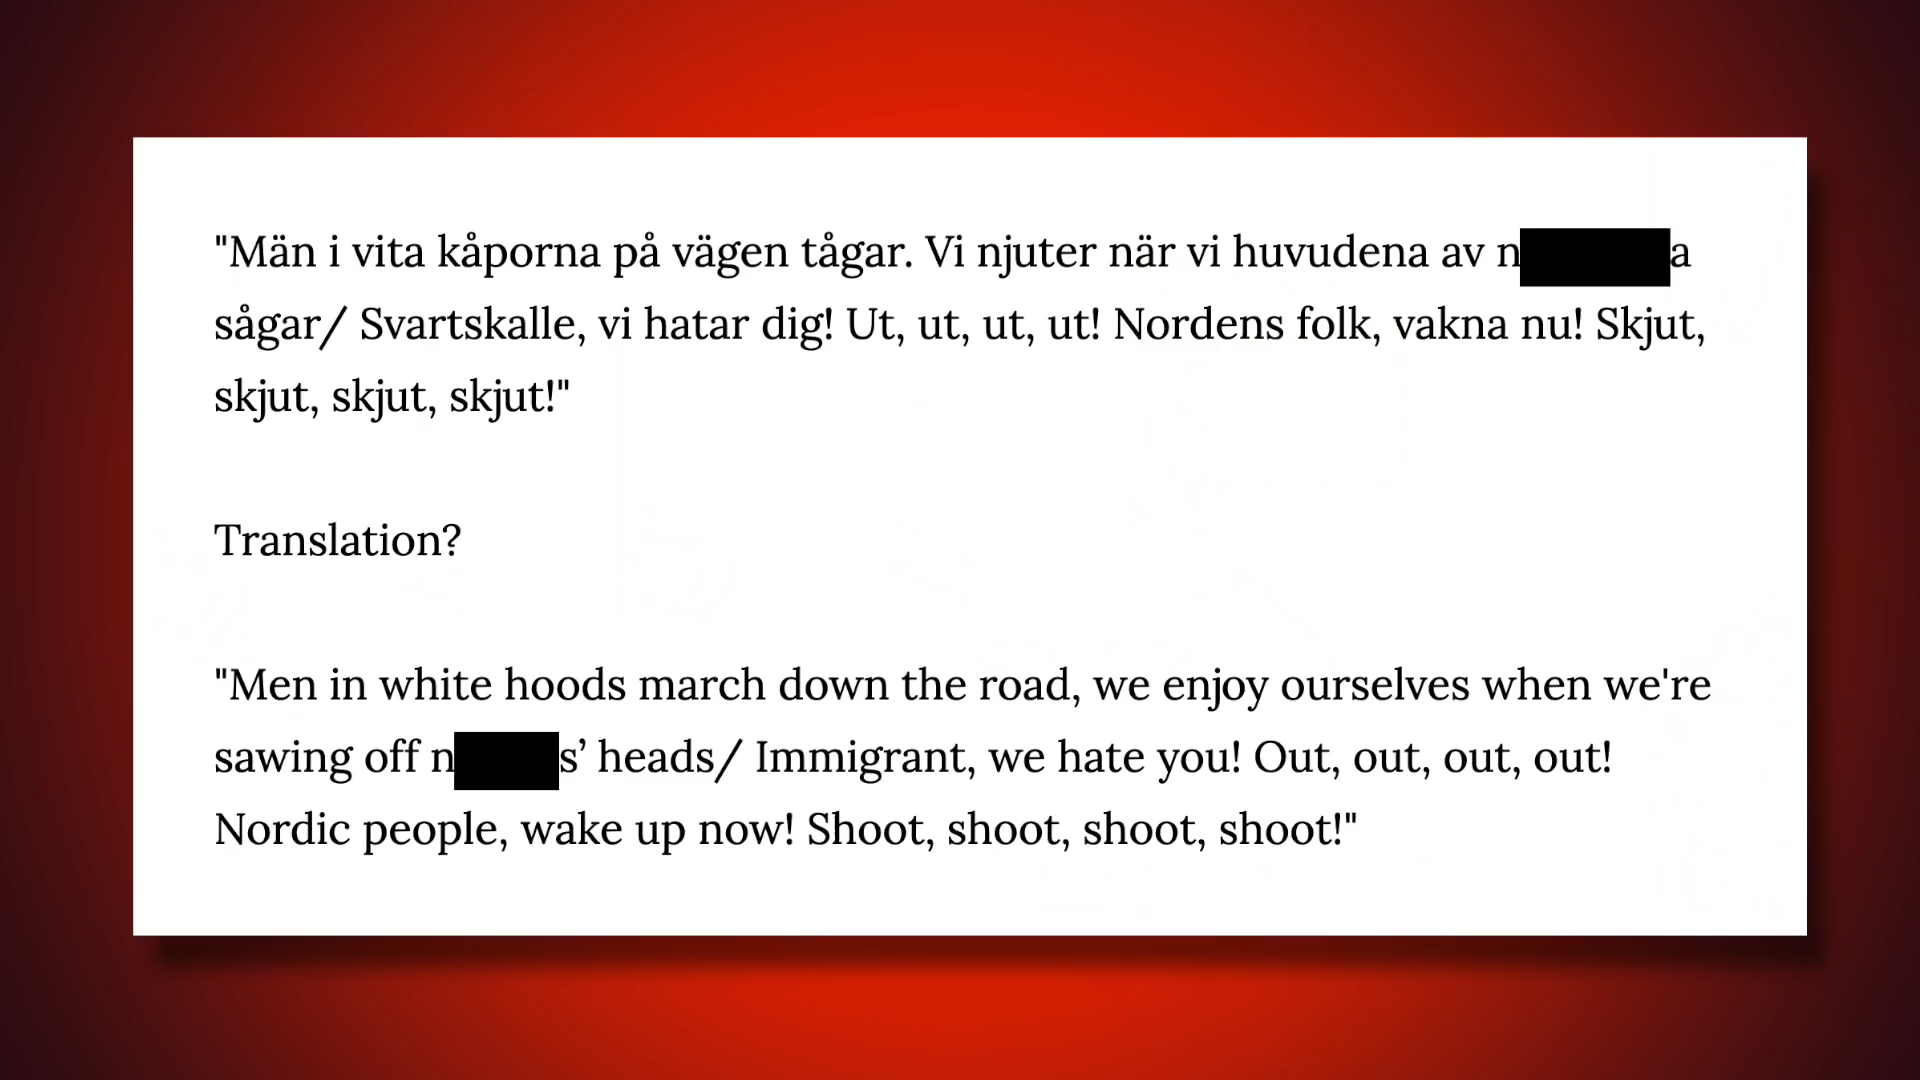 "Män i vita kåporna på vägen tågar. Vi njuter när vi huvudena av n a
sågar/ Svartskalle, vi hatar dig! Ut, ut, ut, ut! Nordens folk, vakna nu! Skjut,
skjut, skjut, skjut!"
Translation?
"Men in white hoods march down the road, we enjoy ourselves when we're
sawing off n s’ heads/ Immigrant, we hate you! Out, out, out, out!
Nordic people, wake up now! Shoot, shoot, shoot, shoot!"